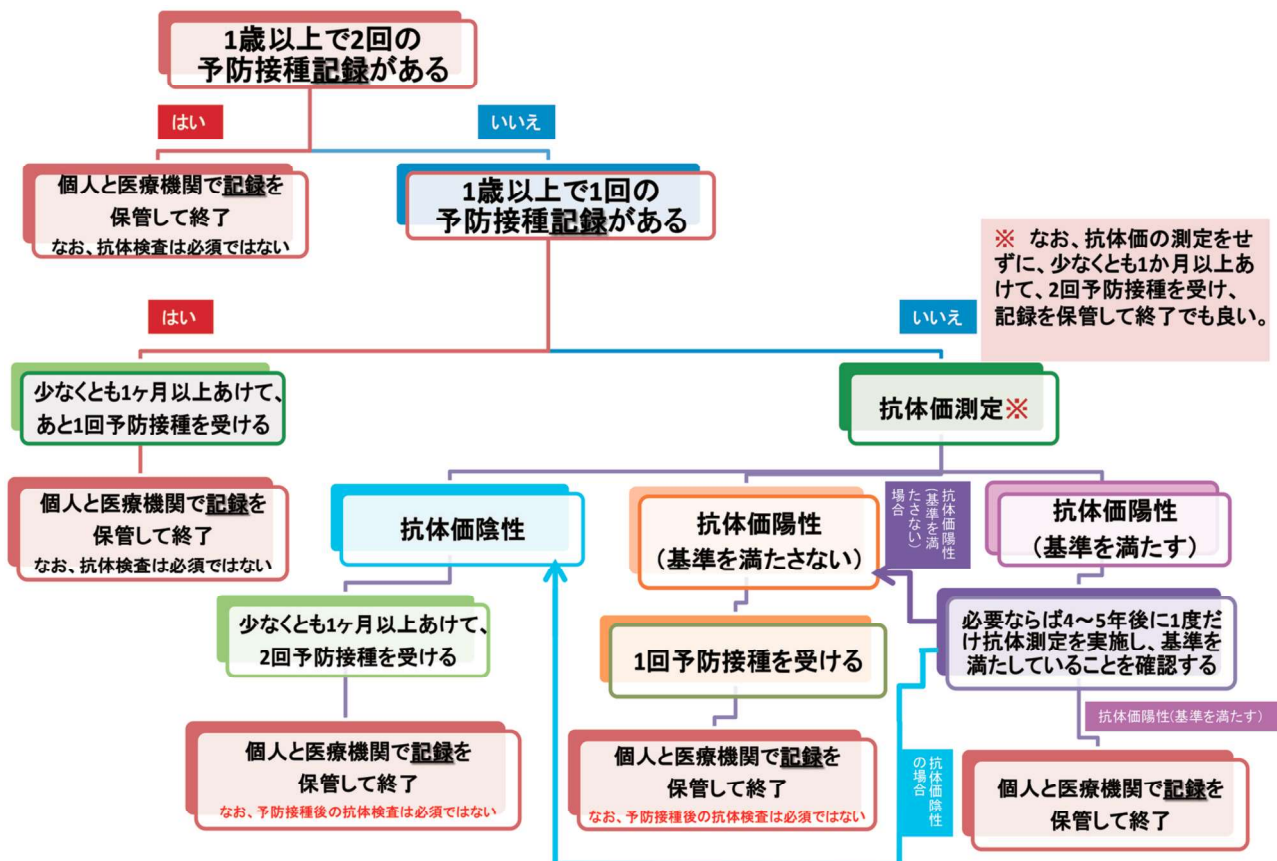 1歳以上で2回の
予防接種記録がある
はい
いいえ
個人と医療機関で記録を
保管して終了
なお、抗体検査は必須ではない
1歳以上で1回の
予防接種記録がある
※ なお、抗体価の測定をせ
ずに、少なくとも1か月以上あ
けて、2回予防接種を受け、
記録を保管して終了でも良い。
はい
いいえ
少なくとも1ヶ月以上あけて、
あと1回予防接種を受ける
抗体価測定※
個人と医療機関で記録を
保管して終了
なお、抗体検査は必須ではない
抗体価陰性
抗体価陽性
(基準を満たさない)
抗体価陽性
(基準を満
たさない)
場合
抗体価陽性
(基準を満たす)
少なくとも1ヶ月以上あけて、
2回予防接種を受ける
1回予防接種を受ける
必要ならば4～5年後に1度だ
け抗体測定を実施し、基準を
満たしていることを確認する
抗体価陽性(基準を満たす)
個人と医療機関で記録を
保管して終了
なお、予防接種後の抗体検査は必須ではない
個人と医療機関で記録を
保管して終了
なお、予防接種後の抗体検査は必須ではない
抗体価陰性
の場合
個人と医療機関で記録を
保管して終了